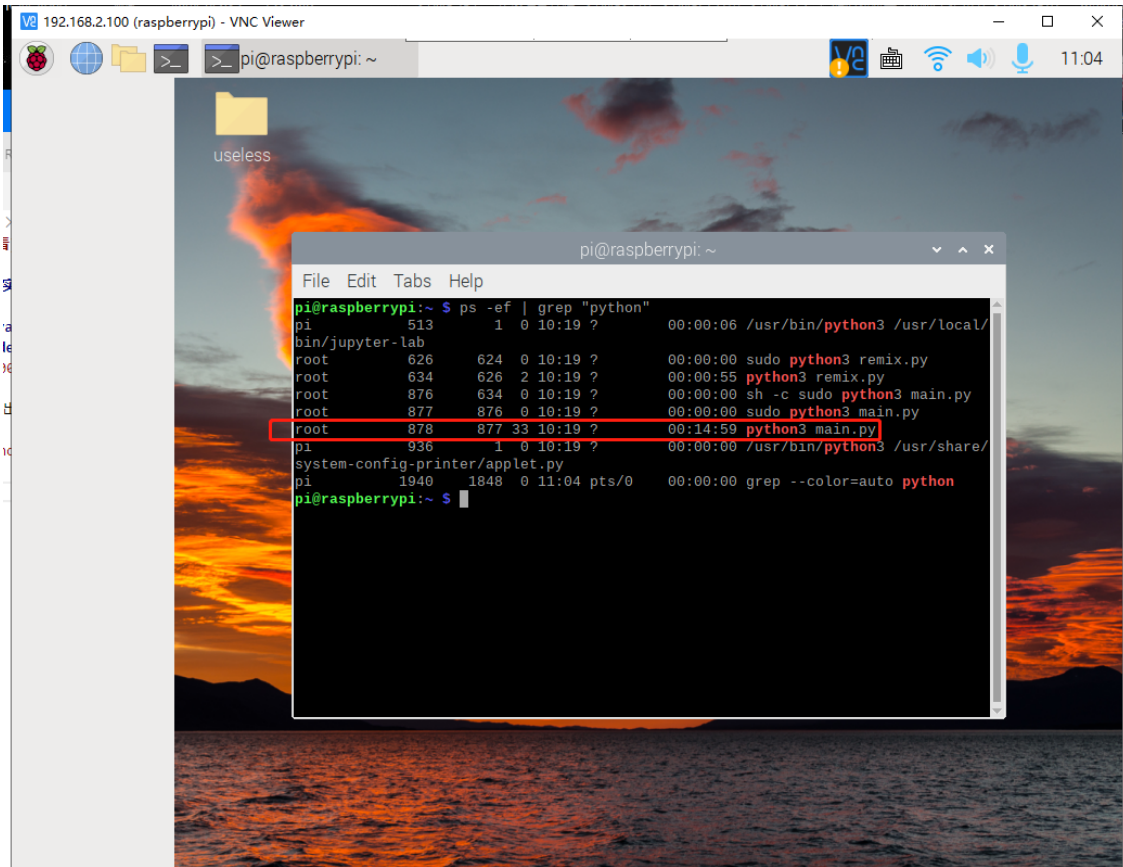 192.168.2.100 (raspberrypi) - VNC Viewer
pi@raspberrypi: ~
11:04
useless
pi@raspberrypi: ~
File Edit Tabs Help
pi@raspberrypi:~ $ ps -ef | grep "python"
pi 513 1 0 10:19 ? 00:00:06 /usr/bin/python3 /usr/local/
bin/jupyter-lab
root 626 624 0 10:19 ? 00:00:00 sudo python3 remix.py
root 634 626 2 10:19 ? 00:00:55 python3 remix.py
root 876 634 0 10:19 ? 00:00:00 sh -c sudo python3 main.py
root 877 876 0 10:19 ? 00:00:00 sudo python3 main.py
root 878 877 33 10:19 ? 00:14:59 python3 main.py
pi 936 1 0 10:19 ? 00:00:00 /usr/bin/python3 /usr/share/
system-config-printer/applet.py
pi 1940 1848 0 11:04 pts/0 00:00:00 grep --color=auto python
pi@raspberrypi:~ $